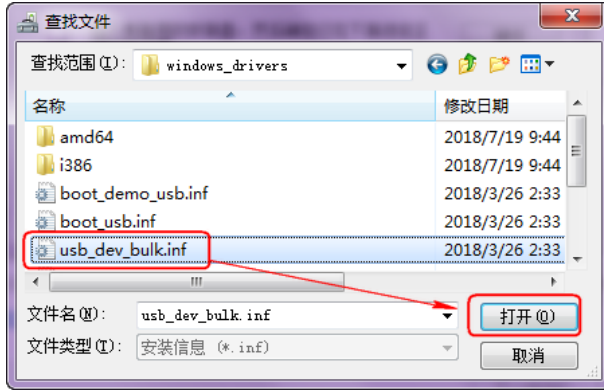 查找文件
查找范围(I): windows_drivers
名称 修改日期
amd64 2018/7/19 9:44
i386 2018/7/19 9:44
boot_demo_usb.inf 2018/3/26 2:33
boot_usb.inf 2018/3/26 2:33
usb_dev_bulk.inf 2018/3/26 2:33
文件名(N): usb_dev_bulk.inf 打开(O)
文件类型(T): 安装信息 (*.inf) 取消